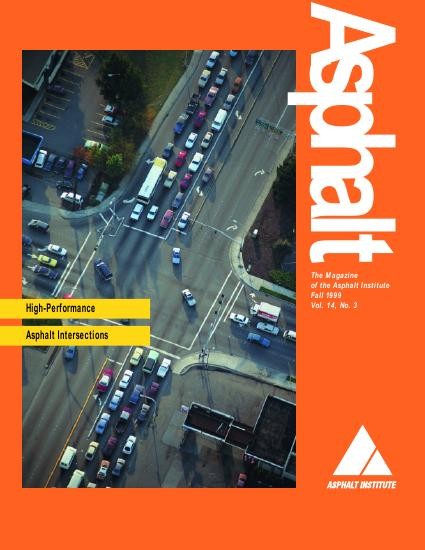 Asphalt
The Magazine
of the Asphalt Institute
Fall 1999
Vol. 14, No. 3
High-Performance
Asphalt Intersections
ASPHALT INSTITUTE